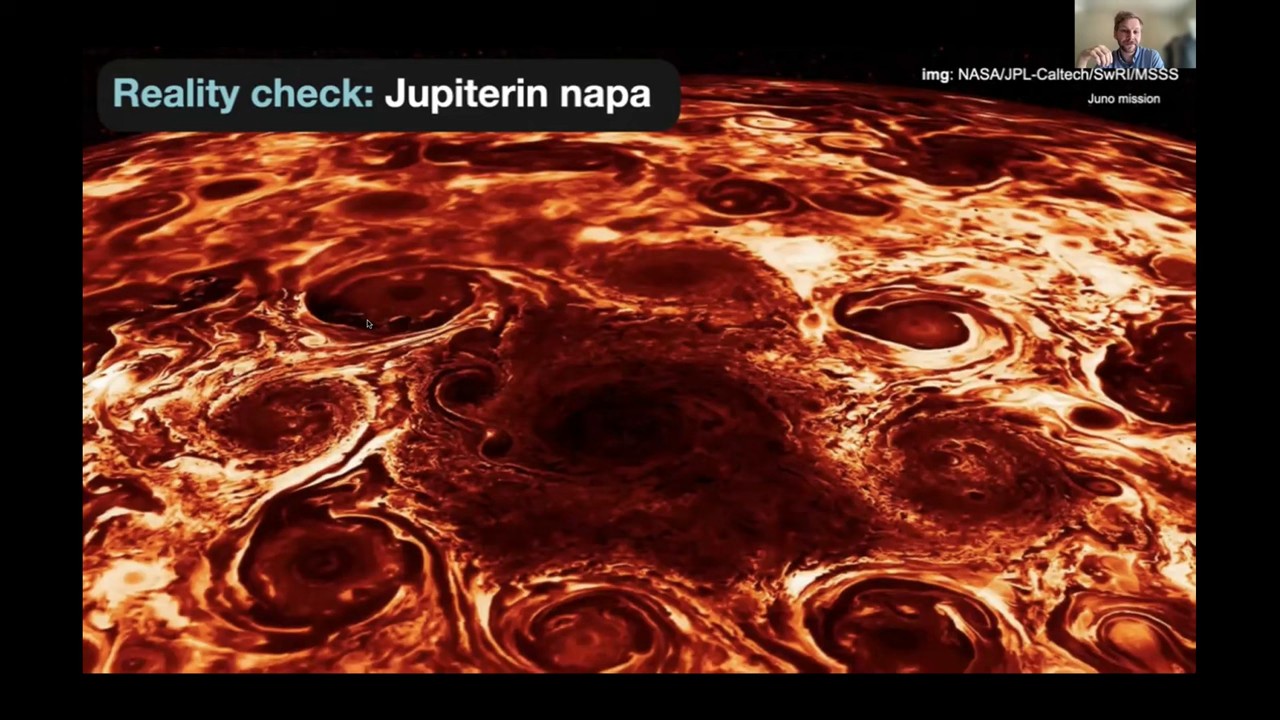 Reality check: Jupiterin napa
img: NASA/JPL-Caltech/SwRI/MSSS
Juno mission